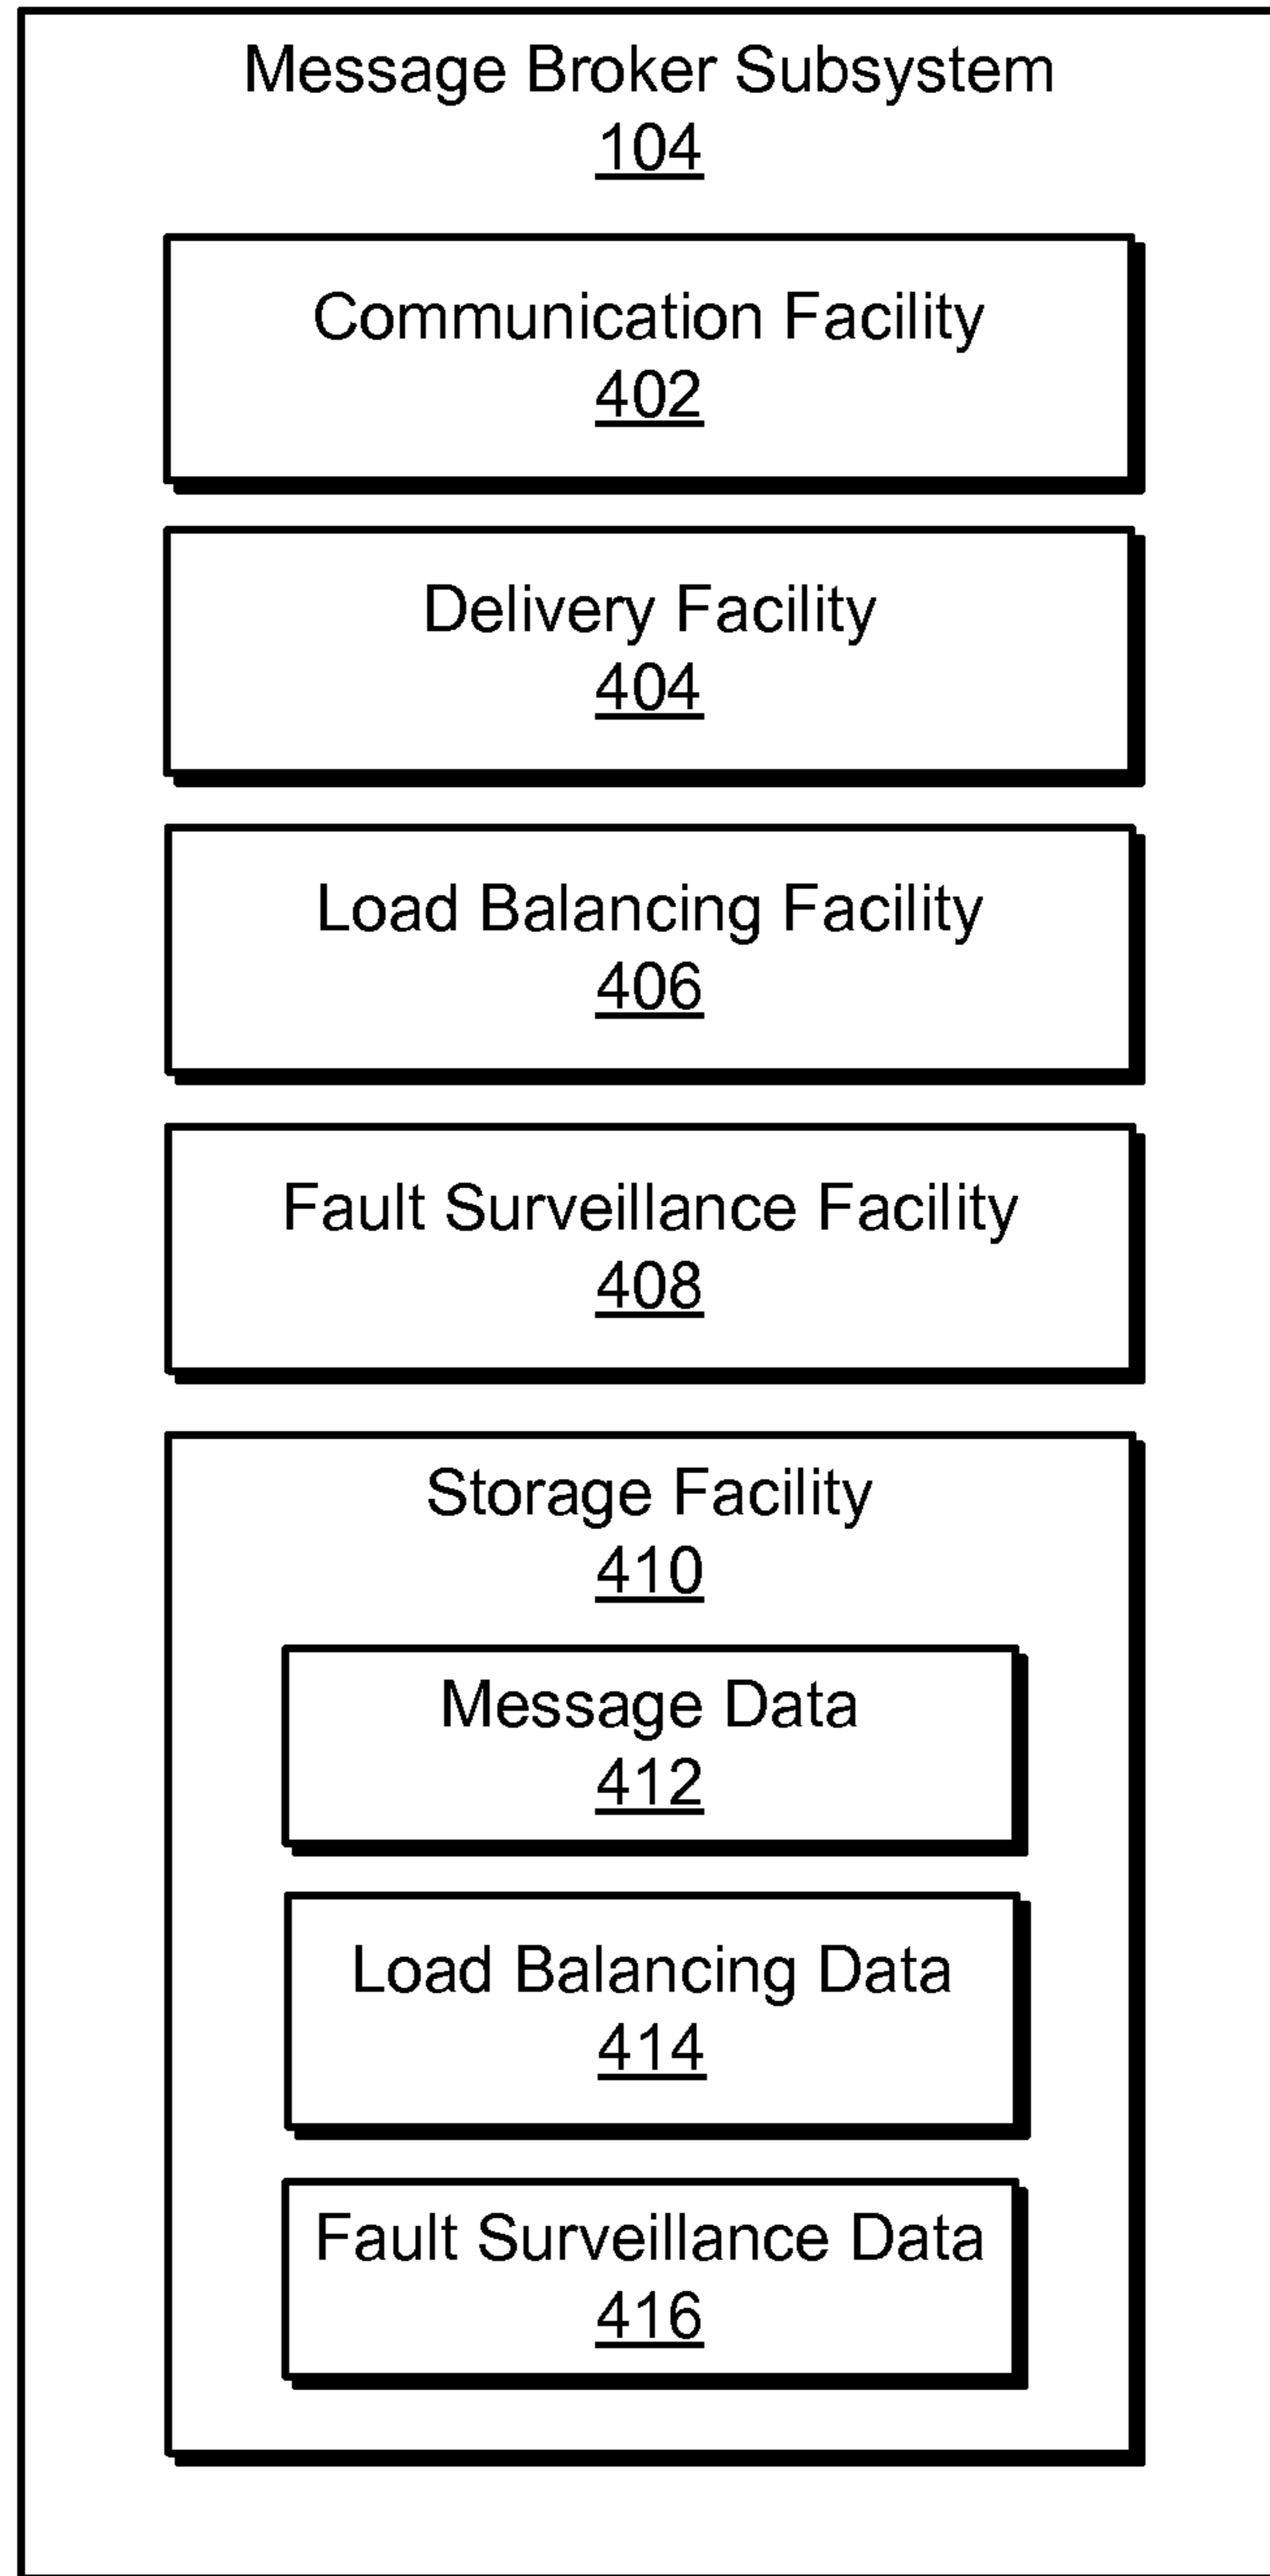 Message Broker Subsystem
104
Communication Facility
402
Delivery Facility
404
Load Balancing Facility
406
Fault Surveillance Facility
408
Storage Facility
410
Message Data
412
Load Balancing Data
414
Fault Surveillance Data
416